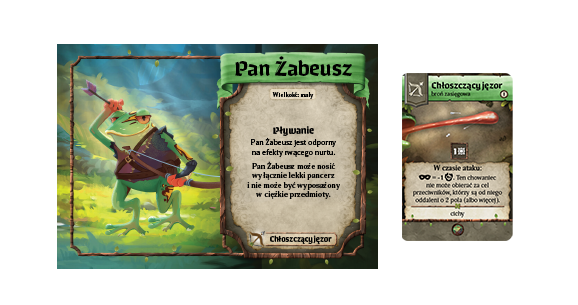 Pan Żabeusz
Wielkość: mały
Pływanie
Pan Żabeusz jest odporny
na efekty rwącego nurtu.
Pan Żabeusz może nosić
wyłącznie lekki pancerz
i nie może być wyposażony
w ciężkie przedmioty.
Chłoszczący jęzor
Chłoszczący jęzor
broń zasięgowa
1
W czasie ataku:
= -1 . Ten chowaniec
nie może obierać za cel
przeciwników, którzy są od niego
oddaleni o 2 pola (albo więcej).
cichy